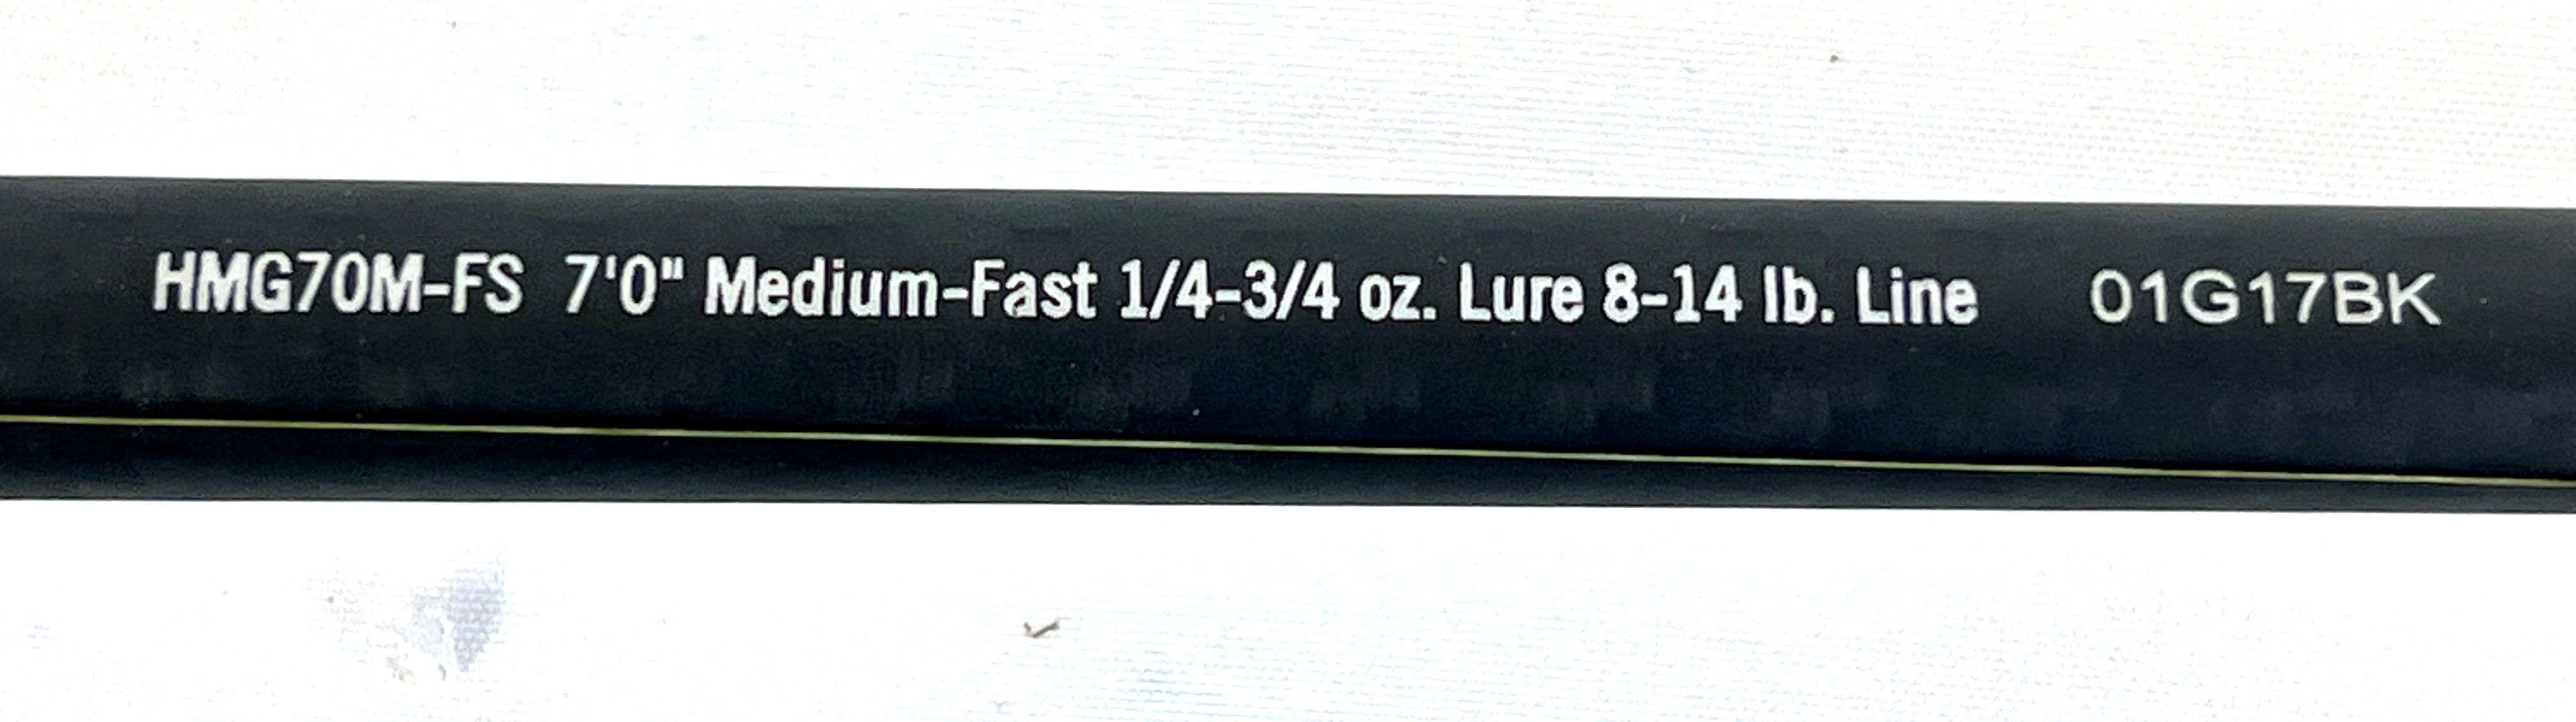 HMG70M-FS 7'0" Medium-Fast 1/4-3/4 oz. Lure 8-14 lb. Line 01G17BK